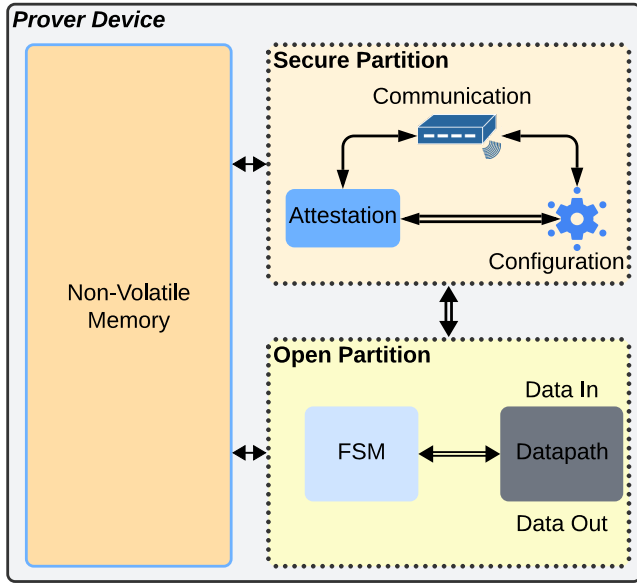 Prover Device
Secure Partition
Communication
Attestation
Configuration
Non-Volatile
Memory
Open Partition
Data In
FSM
Datapath
Data Out